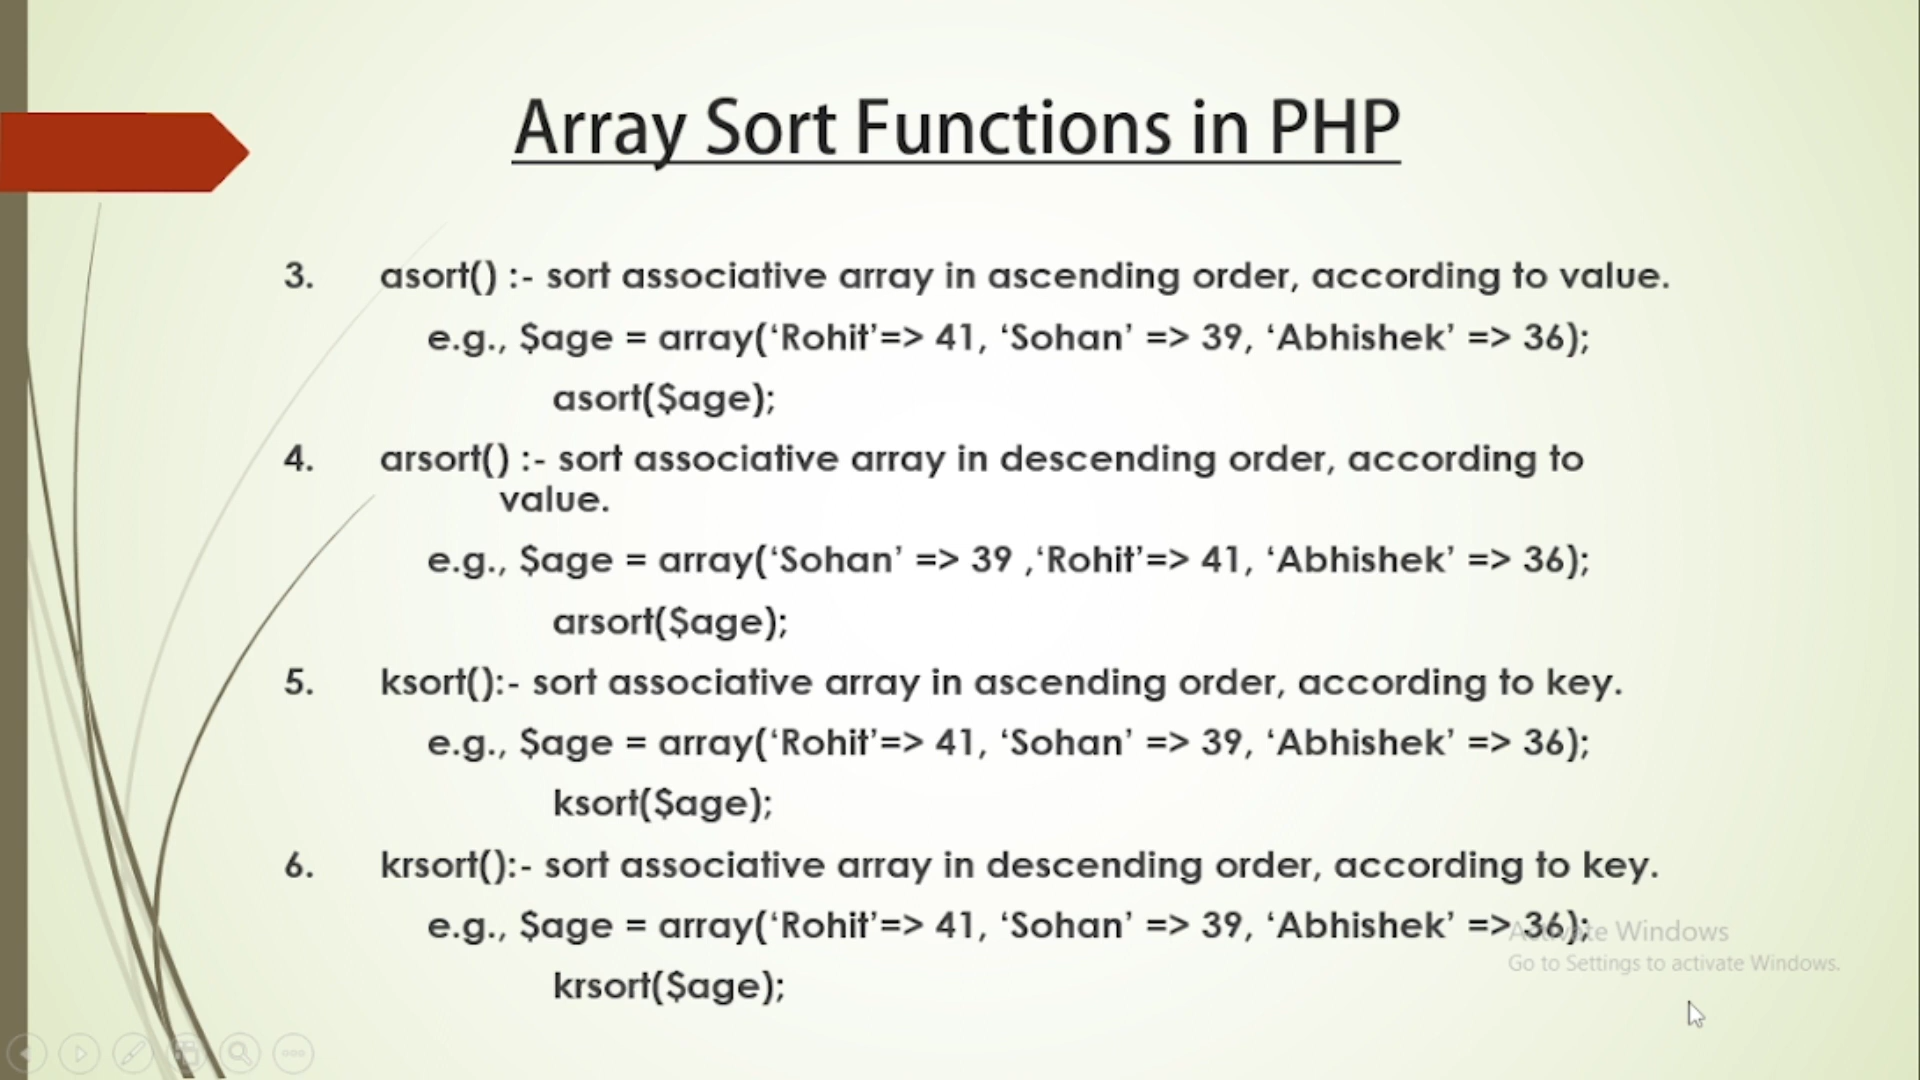 Array Sort Functions in PHP
3. asort() :- sort associative array in ascending order, according to value.
e.g., $age = array(‘Rohit’=> 41, ‘Sohan’ => 39, ‘Abhishek’ => 36);
asort($age);
4. arsort() :- sort associative array in descending order, according to
value.
e.g., $age = array(‘Sohan’ => 39 ,‘Rohit’=> 41, ‘Abhishek’ => 36);
arsort($age);
5. ksort():- sort associative array in ascending order, according to key.
e.g., $age = array(‘Rohit’=> 41, ‘Sohan’ => 39, ‘Abhishek’ => 36);
ksort($age);
6. krsort():- sort associative array in descending order, according to key.
e.g., $age = array(‘Rohit’=> 41, ‘Sohan’ => 39, ‘Abhishek’ => 36);
Activate Windows
Go to Settings to activate Windows.
krsort($age);